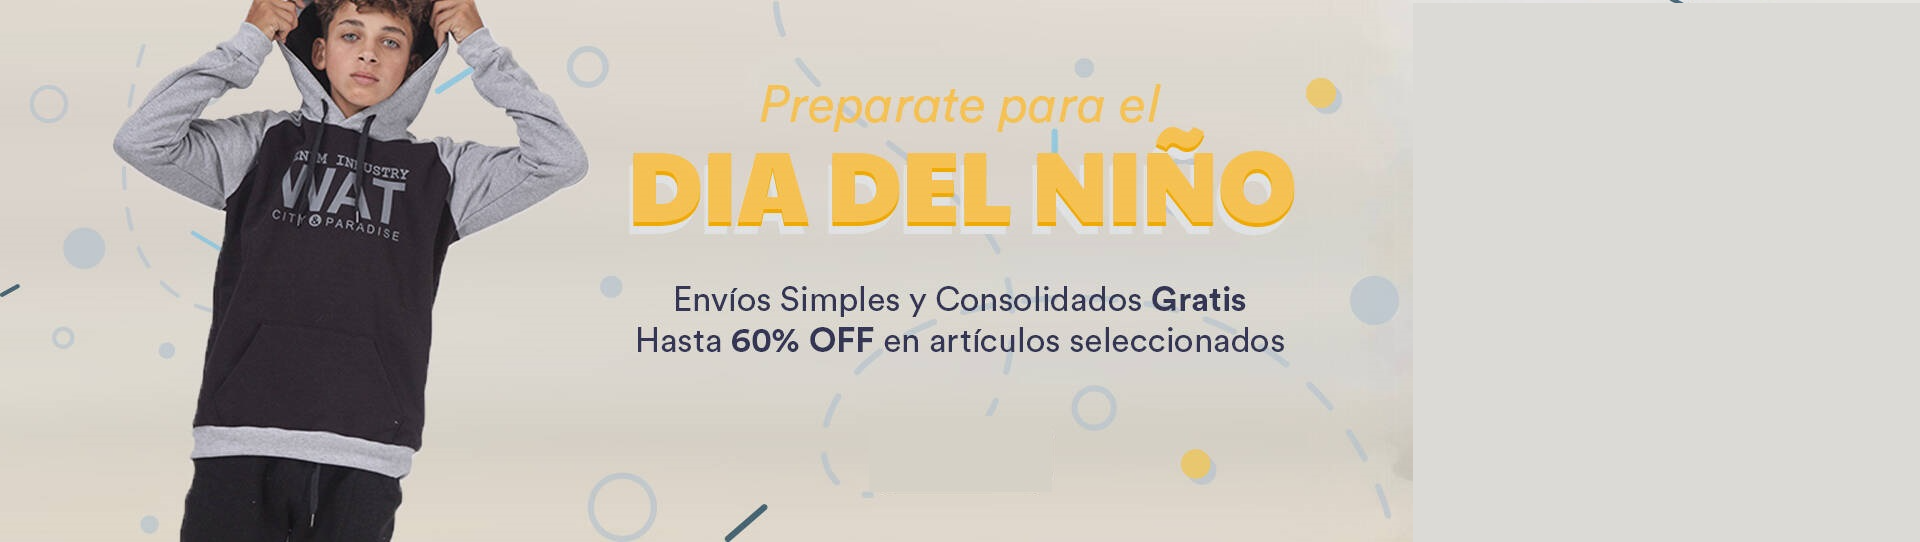 Preparate para el
DIA DEL NIÑO
Envíos Simples y Consolidados Gratis
Hasta 60% OFF en artículos seleccionados
INDUSTRY
WAT
CITY & PARADISE